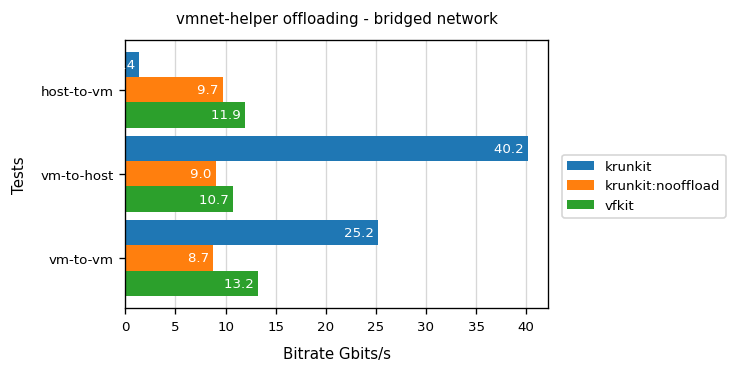 vmnet-helper offloading - bridged network
host-to-vm
4
9.7
11.9
vm-to-host
40.2
9.0
10.7
vm-to-vm
25.2
8.7
13.2
Tests
0 5 10 15 20 25 30 35 40
Bitrate Gbits/s
krunkit
krunkit:nooffload
vfkit